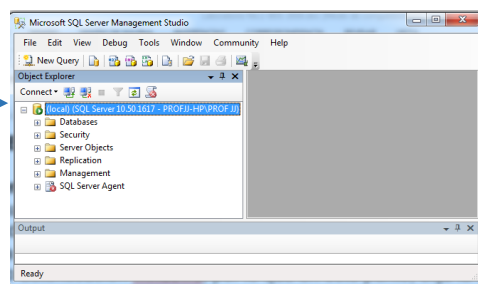 Microsoft SQL Server Management Studio
File Edit View Debug Tools Window Community Help
New Query
Object Explorer
Connect
(local) (SQL Server 10.50.1617 - PROFJJ-HP\PROF JJ)
Databases
Security
Server Objects
Replication
Management
SQL Server Agent
Output
Ready